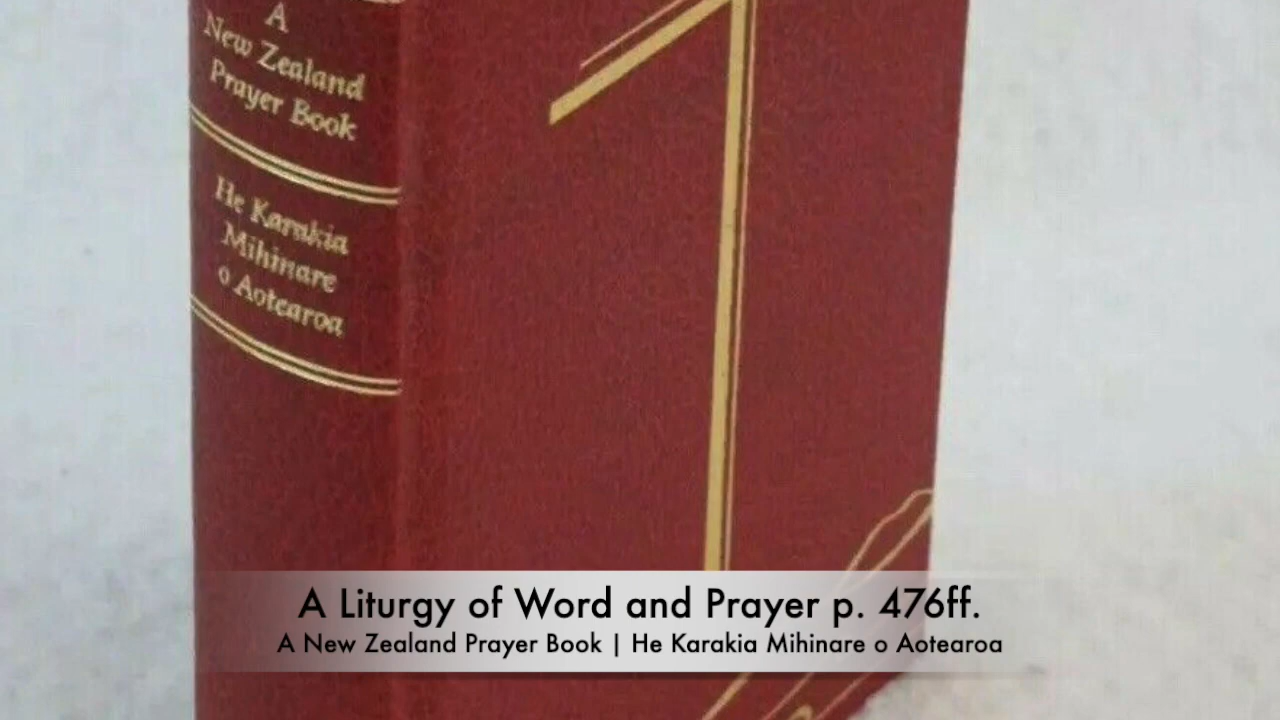 A
New Zealand
Prayer Book
He Karakia
Mihinare
o Aotearoa
A Liturgy of Word and Prayer p. 476ff.
A New Zealand Prayer Book | He Karakia Mihinare o Aotearoa